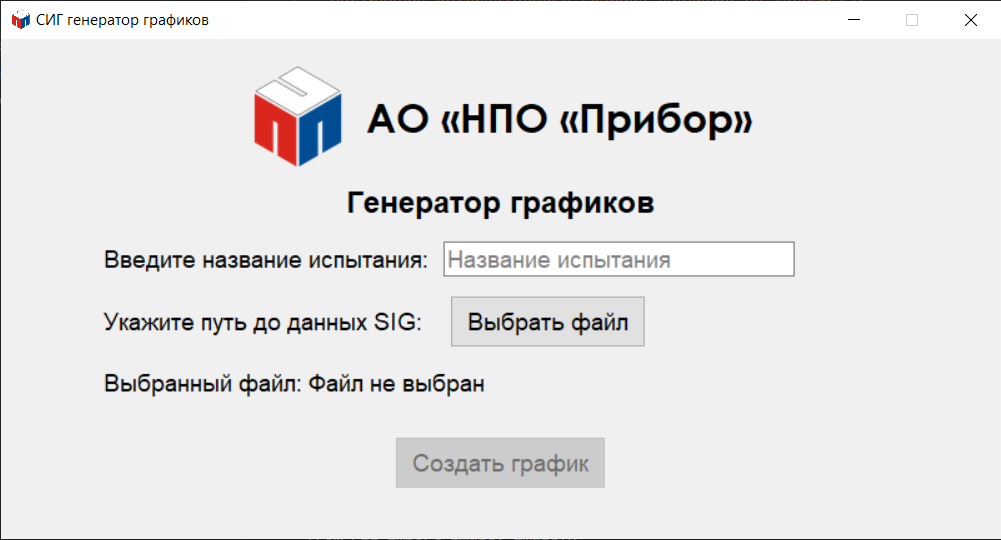 СИГ генератор графиков
АО «НПО «Прибор»
Генератор графиков
Введите название испытания: Название испытания
Укажите путь до данных SIG: Выбрать файл
Выбранный файл: Файл не выбран
Создать график